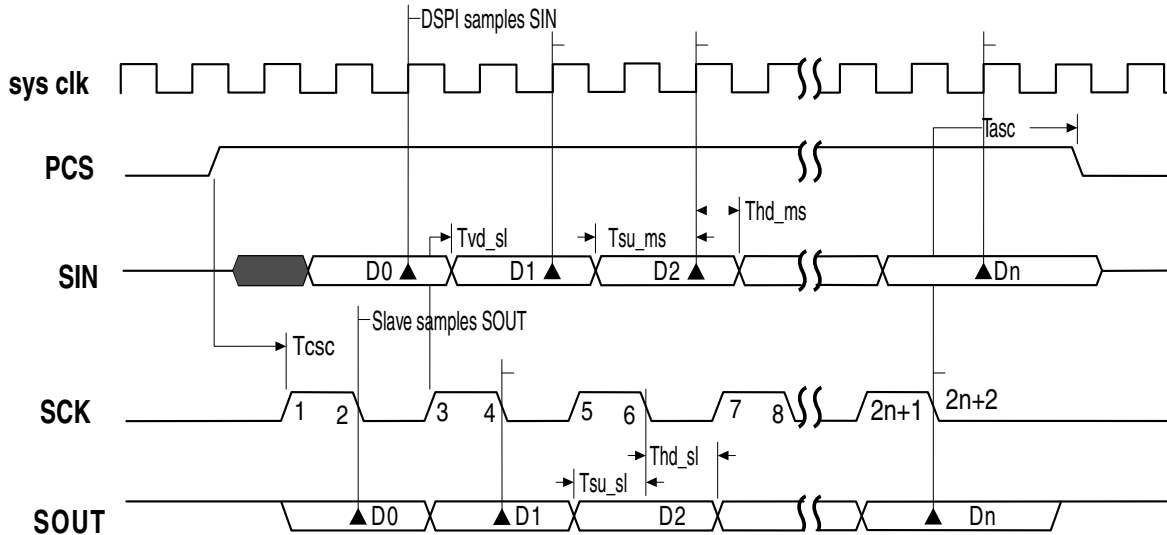 DSPI samples SIN
sys clk
Tasc
PCS
Thd_ms
Tvd_sl
Tsu_ms
SIN
D0
D1
D2
Dn
Slave samples SOUT
Tcsc
SCK
1
2
3
4
5
6
7
8
2n+1
2n+2
Thd_sl
Tsu_sl
SOUT
D0
D1
D2
Dn